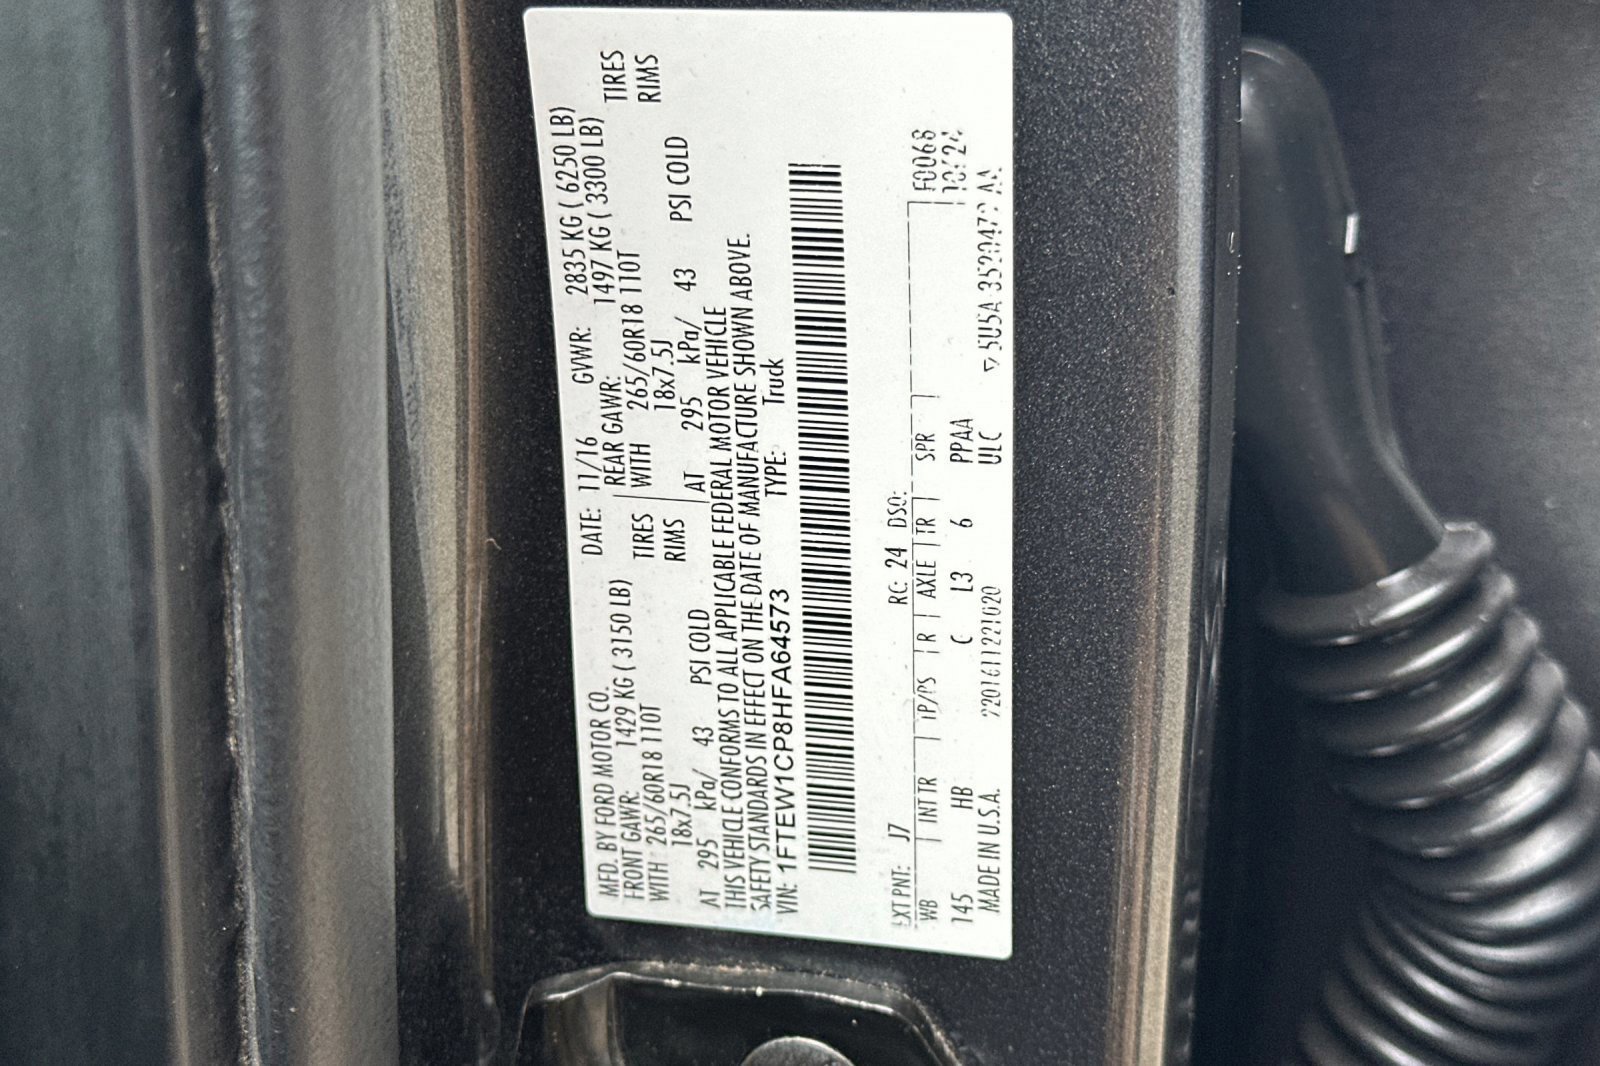 MFD. BY FORD MOTOR CO. DATE: 11/16 GVWR: 2835 KG ( 6250 LB)
FRONT GAWR: 1429 KG ( 3150 LB) REAR GAWR: 1497 KG ( 3300 LB)
WITH 265/60R18 110T TIRES WITH 265/60R18 110T TIRES
18x7.5J RIMS 18x7.5J RIMS
AT 295 kPa/ 43 PSI COLD AT 295 kPa/ 43 PSI COLD
THIS VEHICLE CONFORMS TO ALL APPLICABLE FEDERAL MOTOR VEHICLE
SAFETY STANDARDS IN EFFECT ON THE DATE OF MANUFACTURE SHOWN ABOVE.
VIN: 1FTEW1CP8HFA64573 TYPE: Truck
EXT PNT: J7 RC: 24 DSO:
WB INT TR TP/PS R AXLE TR SPR
145 HB C L3 6 PPAA
MADE IN U.S.A. ULC